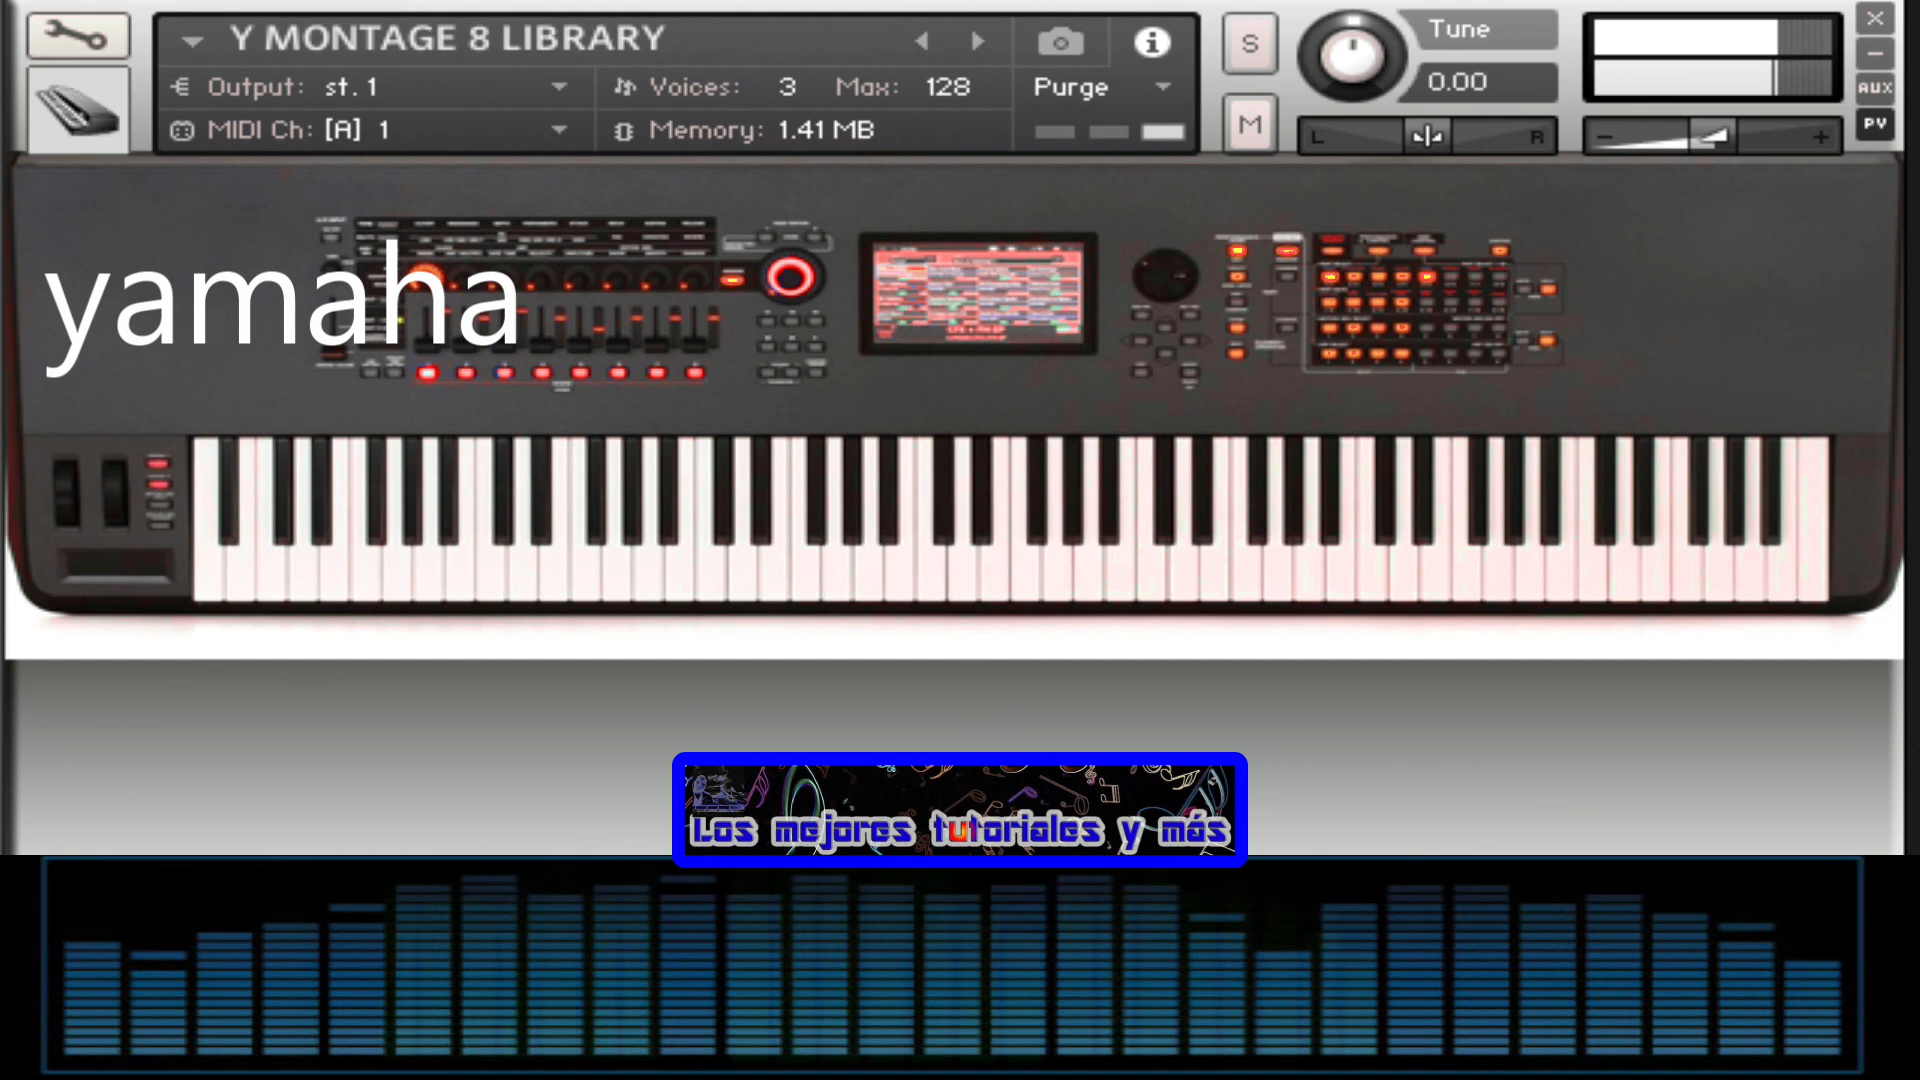 Y MONTAGE 8 LIBRARY
Output: st. 1
Voices: 3 Max: 128
Purge
MIDI Ch: [A] 1
Memory: 1.41 MB
S
M
Tune
0.00
L R
- +
AUX
PV
yamaha
Los mejores tutoriales y más